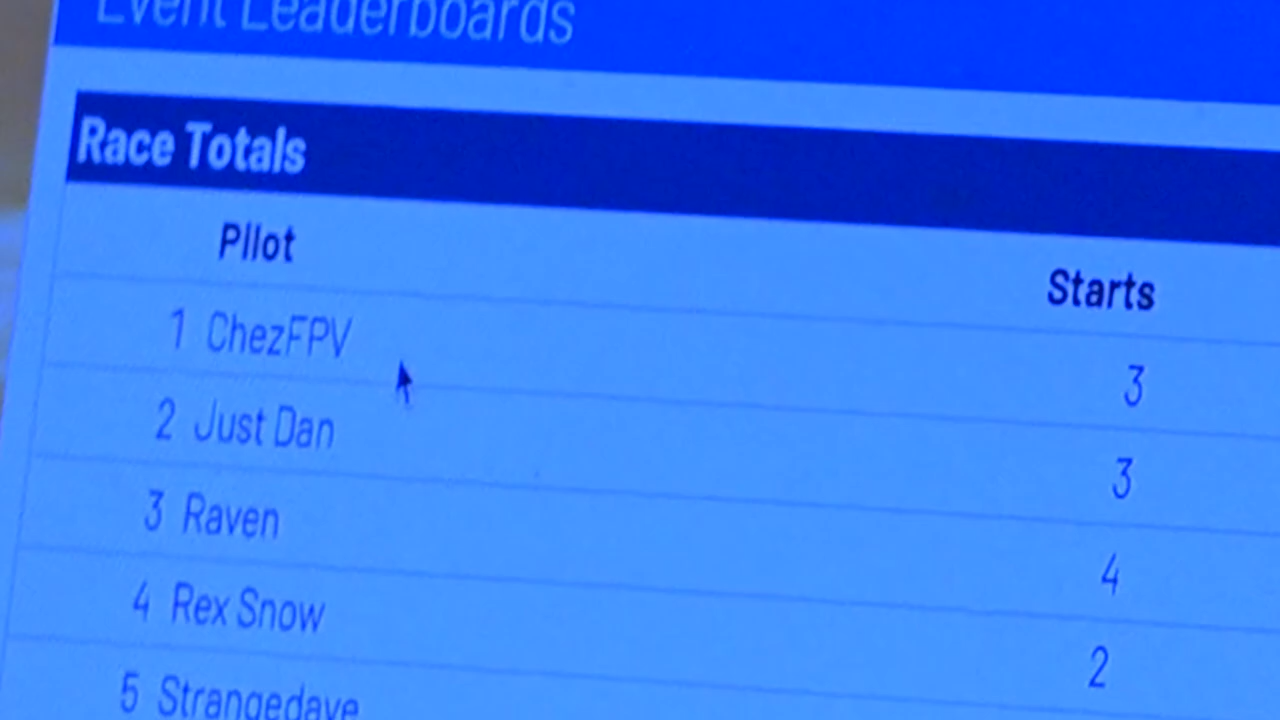 Event Leaderboards
Race Totals
Pilot Starts
1 ChezFPV 3
2 Just Dan 3
3 Raven 4
4 Rex Snow 2
5 Strangedave